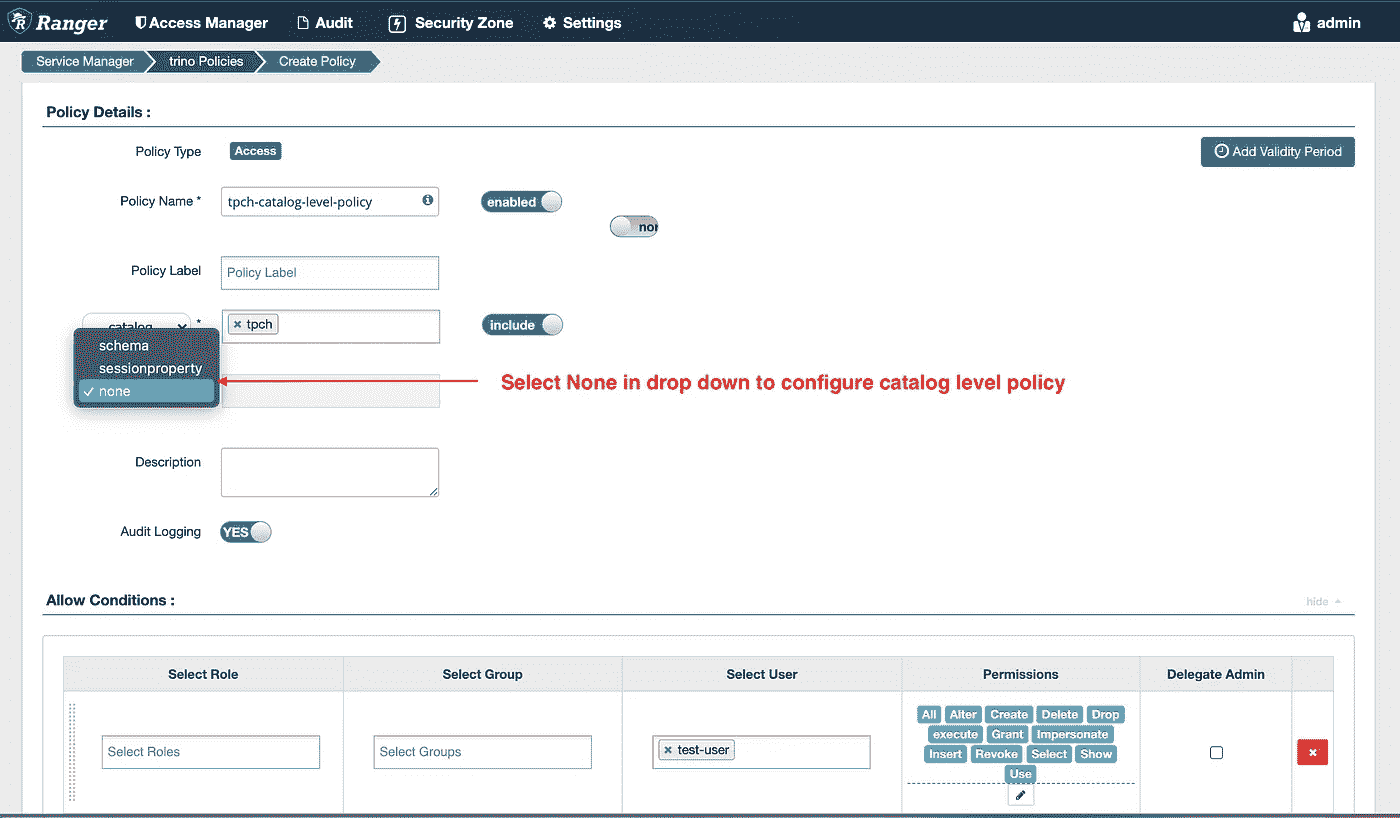 Ranger Access Manager Audit Security Zone Settings admin
Service Manager trino Policies Create Policy
Policy Details :
Policy Type Access Add Validity Period
Policy Name * tpch-catalog-level-policy enabled
nor
Policy Label Policy Label
catalog * × tpch include
schema
sessionproperty
✓ none
Select None in drop down to configure catalog level policy
Description
Audit Logging YES
Allow Conditions :
hide
Select Role Select Group Select User Permissions Delegate Admin
All Alter Create Delete Drop
execute Grant Impersonate
Select Roles Select Groups × test-user Insert Revoke Select Show
Use